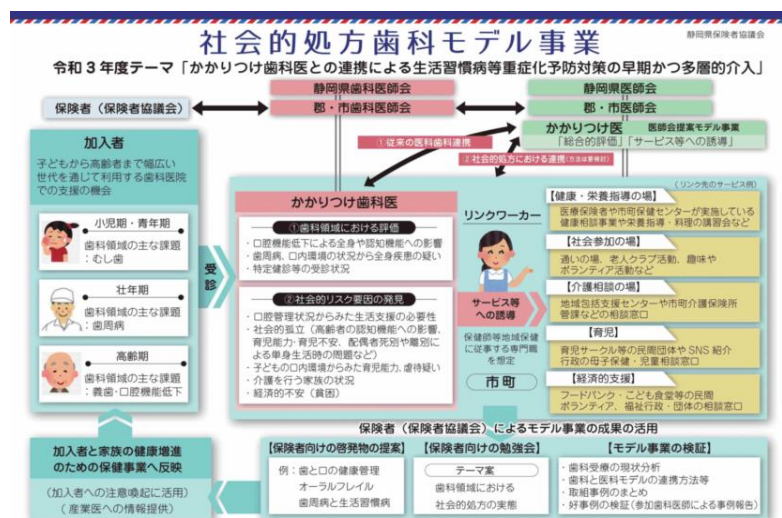 静岡県保険者協議会
社会的処方歯科モデル事業
令和3年度テーマ「かかりつけ歯科医との連携による生活習慣病等重症化予防対策の早期かつ多層的介入」
保険者（保険者協議会）
静岡県歯科医師会
郡・市歯科医師会
静岡県医師会
郡・市医師会
かかりつけ医 医師会提案モデル事業
「総合的評価」「サービス等への誘導」
①従来の医科歯科連携
②社会的処方における連携（方法は要検討）
加入者
子どもから高齢者まで幅広い
世代を通じて利用する歯科医院
での支援の機会
小児期・青年期
歯科領域の主な課題
：むし歯
壮年期
歯科領域の主な課題
：歯周病
高齢期
歯科領域の主な課題
：義歯・口腔機能低下
受診
かかりつけ歯科医
①歯科領域における評価
・口腔機能低下による全身や認知機能への影響
・歯周病、口内環境の状況から全身疾患の疑い
・特定健診等の受診状況
②社会的リスク要因の発見
・口腔管理状況からみた生活支援の必要性
・社会的孤立（高齢者の認知機能への影響、
育児能力・育児不安、配偶者死別や離別に
よる単身生活時の問題など）
・子どもの口内環境からみた育児能力、虐待疑い
・介護を行う家族の状況
・経済的不安（貧困）
リンクワーカー
サービス等
への誘導
保健師等地域保健
に従事する専門職
を想定
市町
（リンク先のサービス例）
【健康・栄養指導の場】
医療保険者や市町保健センターが実施している
健康相談事業や栄養指導・料理の講習会など
【社会参加の場】
通いの場、老人クラブ活動、趣味や
ボランティア活動など
【介護相談の場】
地域包括支援センターや市町介護保険所
管課などの相談窓口
【育児】
育児サークル等の民間団体やSNS紹介
行政の母子保健・児童相談窓口
【経済的支援】
フードバンク・こども食堂等の民間
ボランティア、福祉行政・団体の相談窓口
保険者（保険者協議会）によるモデル事業の成果の活用
加入者と家族の健康増進
のための保健事業へ反映
（加入者への注意喚起に活用）
（産業医への情報提供）
【保険者向けの啓発物の提案】
例：歯と口の健康管理
オーラルフレイル
歯周病と生活習慣病
【保険者向けの勉強会】
テーマ案
歯科領域における
社会的処方の実態
【モデル事業の検証】
・歯科受療の現状分析
・歯科と医科モデルの連携方法等
・取組事例のまとめ
・好事例の検証（参加歯科医師による事例報告）